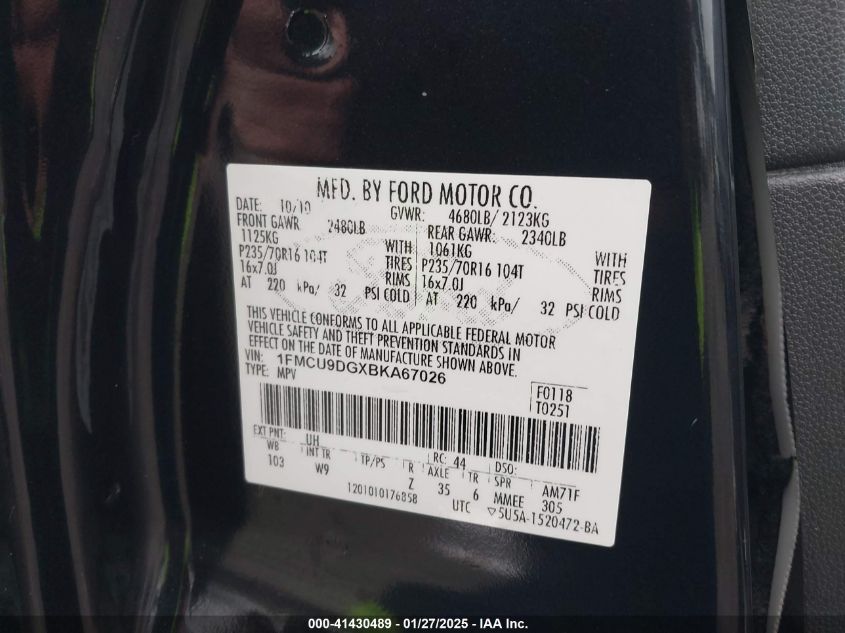 MFD. BY FORD MOTOR CO.
DATE: 10/10 GVWR: 4680LB/ 2123KG
FRONT GAWR: 2480LB REAR GAWR: 2340LB
1125KG WITH 1061KG WITH
P235/70R16 104T TIRES P235/70R16 104T TIRES
16x7.0J RIMS 16x7.0J RIMS
AT 220 kPa/ 32 PSI COLD AT 220 kPa/ 32 PSI COLD
THIS VEHICLE CONFORMS TO ALL APPLICABLE FEDERAL MOTOR
VEHICLE SAFETY AND THEFT PREVENTION STANDARDS IN
EFFECT ON THE DATE OF MANUFACTURE SHOWN ABOVE.
VIN: 1FMCU9DGXBKA67026
TYPE: MPV
F0118
T0251
EXT PNT: UH RC: 44 DSO:
WB INT TR TP/PS R AXLE TR SPR AM71F
103 W9 Z 35 6 MMEE 305
1201010176858 UTC ▽5U5A-1520472-BA
000-41430489 - 01/27/2025 - IAA Inc.